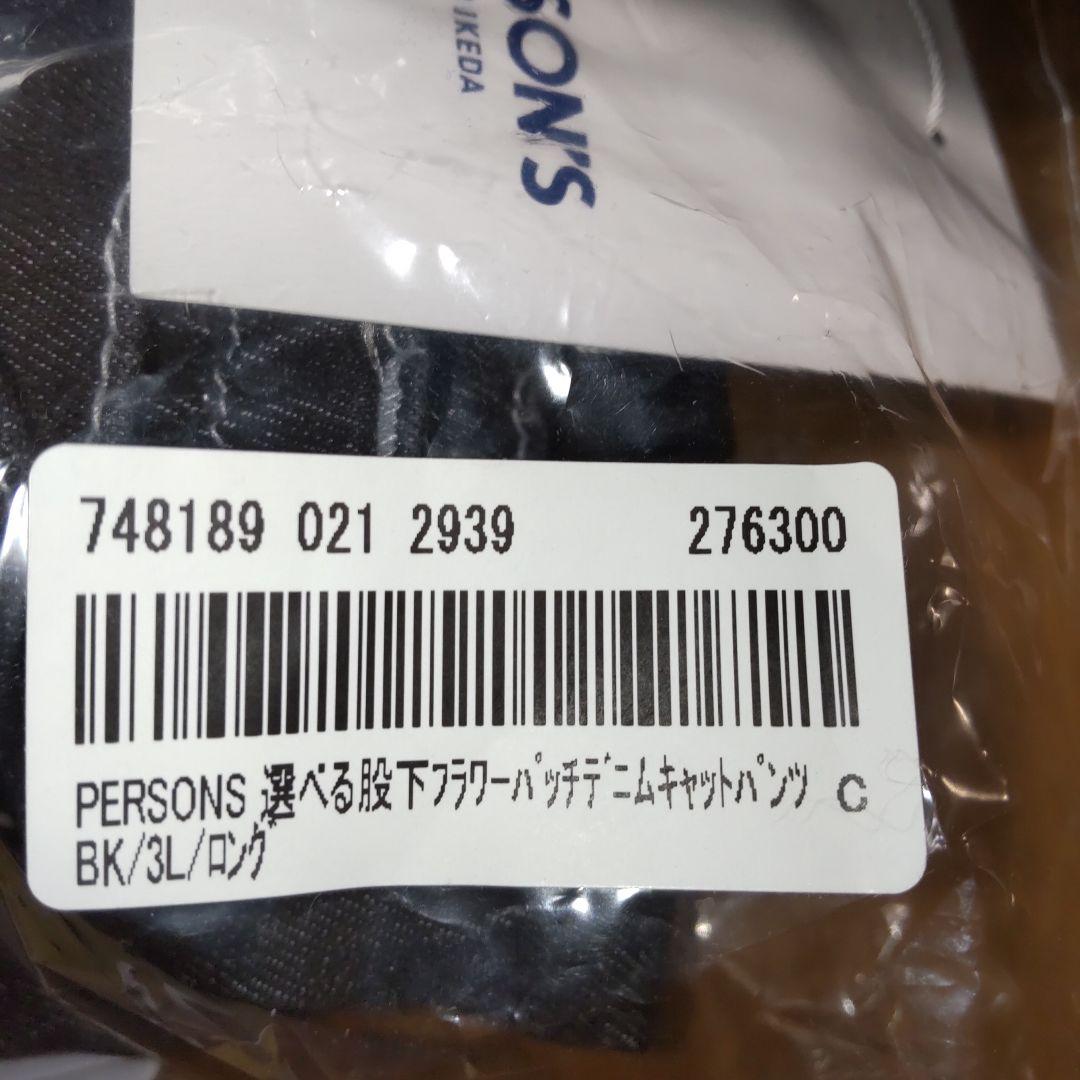 SON'S
IKEDA
748189 021 2939 276300
PERSONS 選べる股下ﾌﾗﾜｰﾊﾟｯﾁﾃﾞﾆﾑｷｬｯﾄﾊﾟﾝﾂ C
BK/3L/ﾛﾝｸﾞ